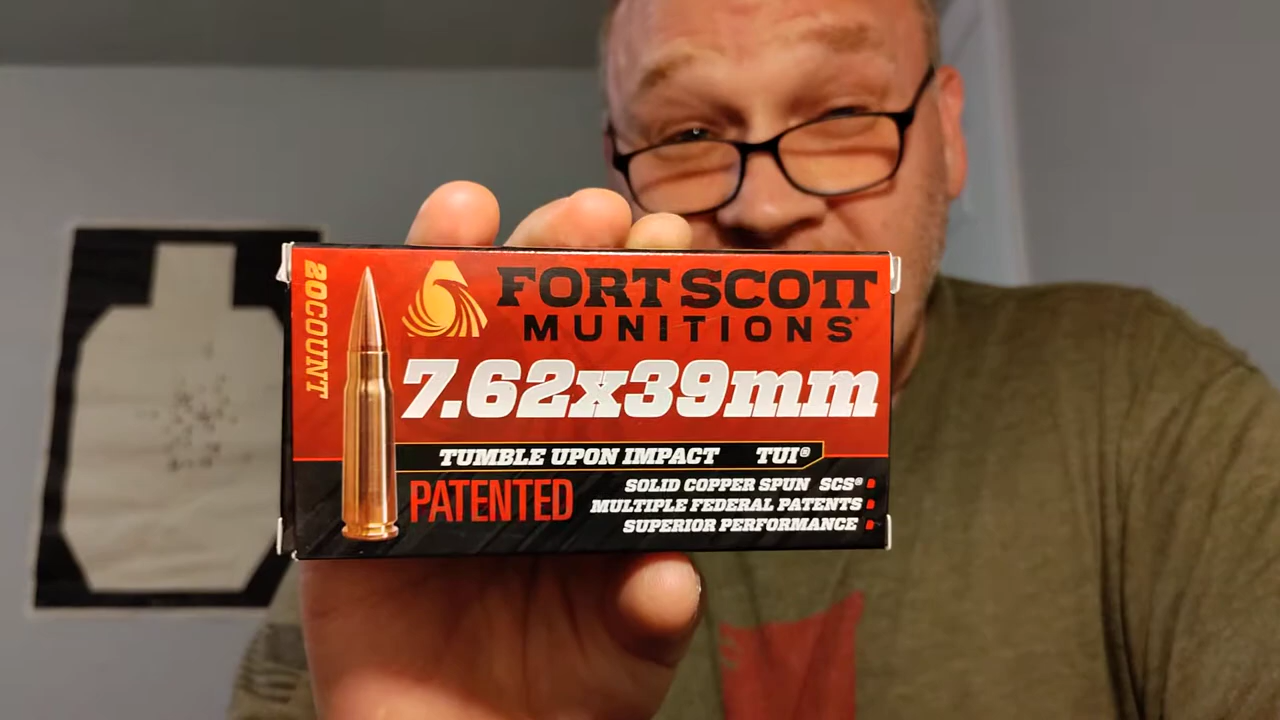 20COUNT
FORT SCOTT
MUNITIONS
7.62x39mm
TUMBLE UPON IMPACT TUI®
PATENTED
SOLID COPPER SPUN SCS®
MULTIPLE FEDERAL PATENTS
SUPERIOR PERFORMANCE